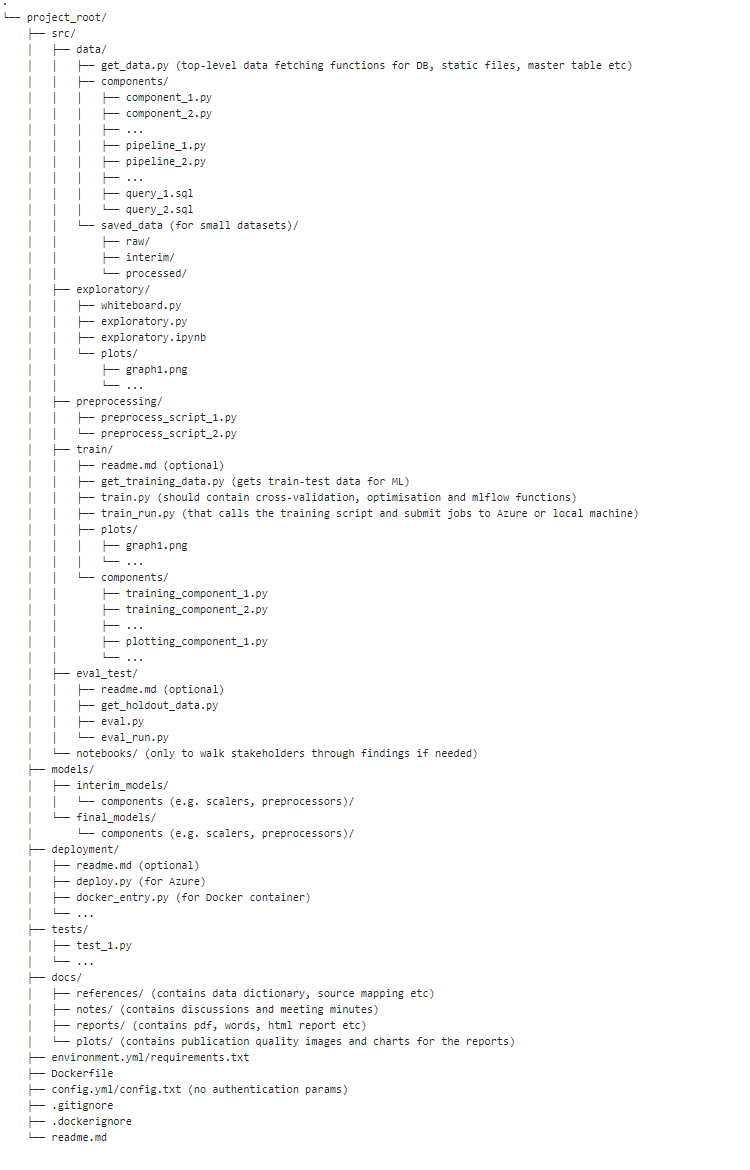 .
└── project_root/
    ├── src/
    │   ├── data/
    │   │   ├── get_data.py (top-level data fetching functions for DB, static files, master table etc)
    │   │   ├── components/
    │   │   │   ├── component_1.py
    │   │   │   ├── component_2.py
    │   │   │   ├── ...
    │   │   │   ├── pipeline_1.py
    │   │   │   ├── pipeline_2.py
    │   │   │   ├── ...
    │   │   │   ├── query_1.sql
    │   │   │   └── query_2.sql
    │   │   └── saved_data (for small datasets)/
    │   │       ├── raw/
    │   │       ├── interim/
    │   │       └── processed/
    │   ├── exploratory/
    │   │   ├── whiteboard.py
    │   │   ├── exploratory.py
    │   │   ├── exploratory.ipynb
    │   │   └── plots/
    │   │       ├── graph1.png
    │   │       └── ...
    │   ├── preprocessing/
    │   │   ├── preprocess_script_1.py
    │   │   └── preprocess_script_2.py
    │   ├── train/
    │   │   ├── readme.md (optional)
    │   │   ├── get_training_data.py (gets train-test data for ML)
    │   │   ├── train.py (should contain cross-validation, optimisation and mlflow functions)
    │   │   ├── train_run.py (that calls the training script and submit jobs to Azure or local machine)
    │   │   ├── plots/
    │   │   │   ├── graph1.png
    │   │   │   └── ...
    │   │   └── components/
    │   │       ├── training_component_1.py
    │   │       ├── training_component_2.py
    │   │       ├── ...
    │   │       ├── plotting_component_1.py
    │   │       └── ...
    │   ├── eval_test/
    │   │   ├── readme.md (optional)
    │   │   ├── get_holdout_data.py
    │   │   ├── eval.py
    │   │   └── eval_run.py
    │   └── notebooks/ (only to walk stakeholders through findings if needed)
    ├── models/
    │   ├── interim_models/
    │   │   └── components (e.g. scalers, preprocessors)/
    │   └── final_models/
    │       └── components (e.g. scalers, preprocessors)/
    ├── deployment/
    │   ├── readme.md (optional)
    │   ├── deploy.py (for Azure)
    │   ├── docker_entry.py (for Docker container)
    │   └── ...
    ├── tests/
    │   ├── test_1.py
    │   └── ...
    ├── docs/
    │   ├── references/ (contains data dictionary, source mapping etc)
    │   ├── notes/ (contains discussions and meeting minutes)
    │   ├── reports/ (contains pdf, words, html report etc)
    │   └── plots/ (contains publication quality images and charts for the reports)
    ├── environment.yml/requirements.txt
    ├── Dockerfile
    ├── config.yml/config.txt (no authentication params)
    ├── .gitignore
    ├── .dockerignore
    └── readme.md